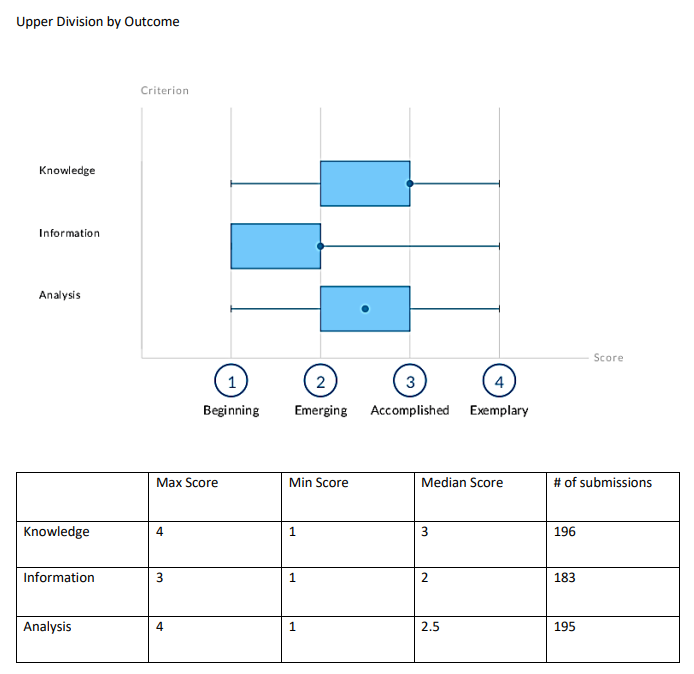 Upper Division by Outcome
Criterion
Knowledge
Information
Analysis
Score
1 2 3 4
Beginning Emerging Accomplished Exemplary
Max Score Min Score Median Score # of submissions
Knowledge 4 1 3 196
Information 3 1 2 183
Analysis 4 1 2.5 195